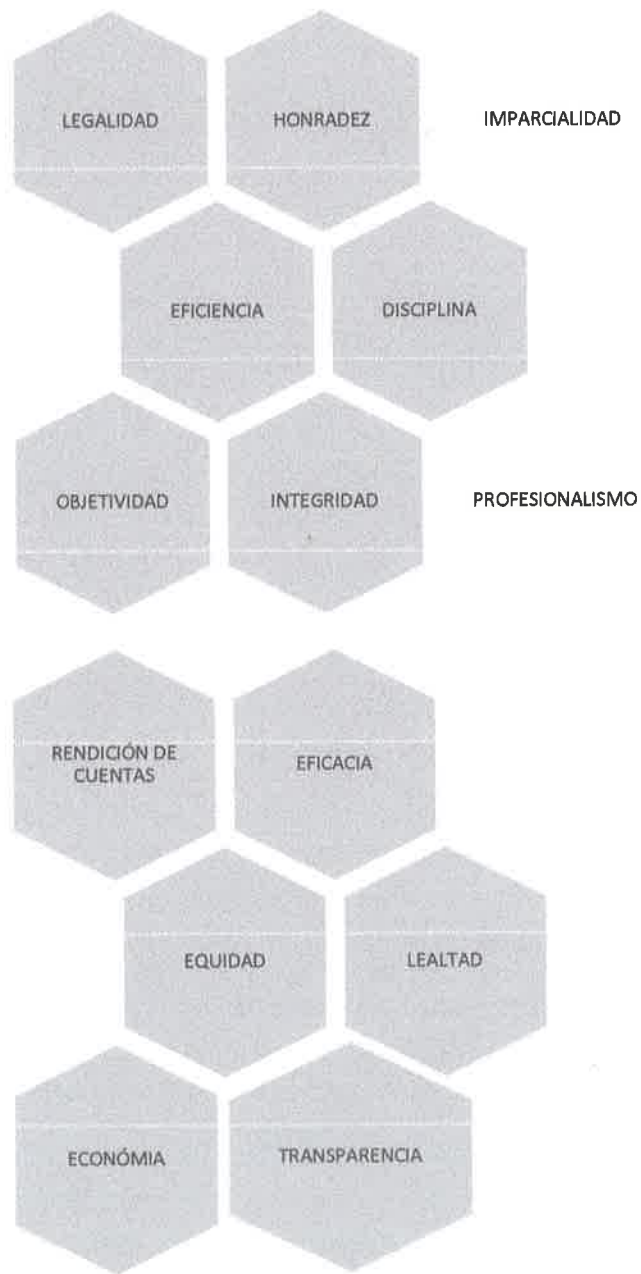 LEGALIDAD
HONRADEZ
IMPARCIALIDAD
EFICIENCIA
DISCIPLINA
OBJETIVIDAD
INTEGRIDAD
PROFESIONALISMO
RENDICIÓN DE
CUENTAS
EFICACIA
EQUIDAD
LEALTAD
ECONÓMIA
TRANSPARENCIA